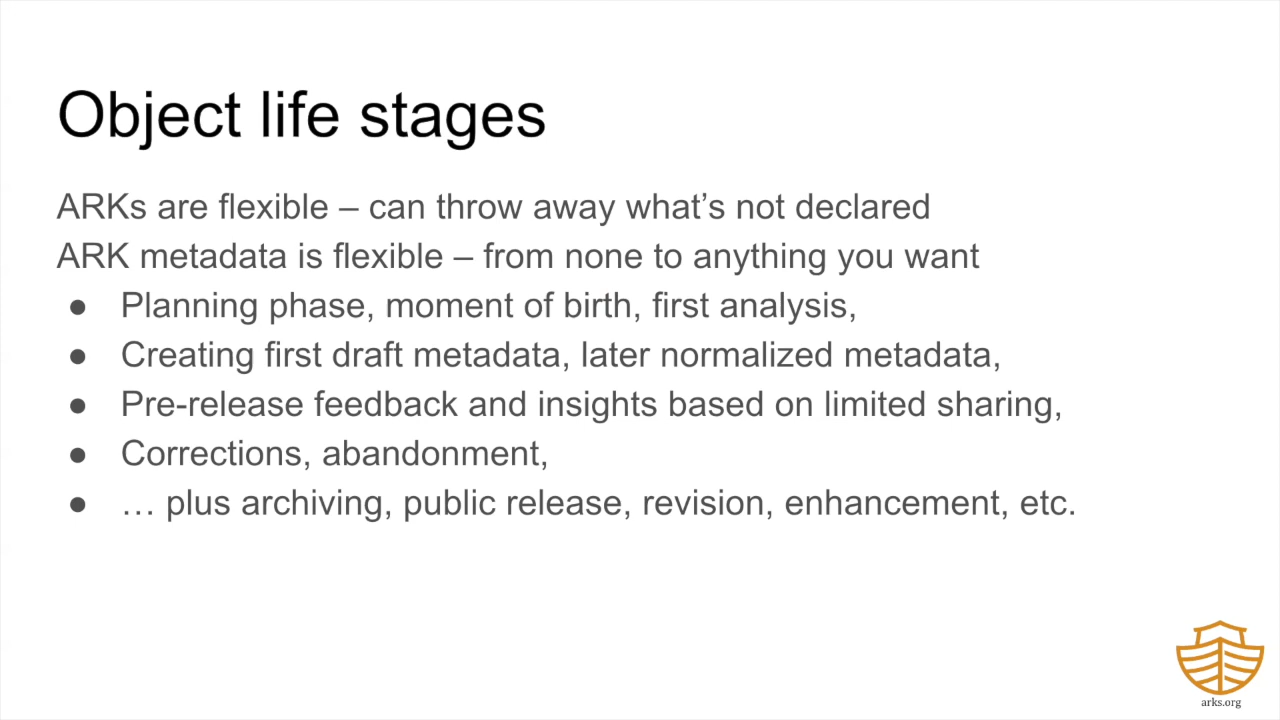 Object life stages
ARKs are flexible – can throw away what’s not declared
ARK metadata is flexible – from none to anything you want
● Planning phase, moment of birth, first analysis,
● Creating first draft metadata, later normalized metadata,
● Pre-release feedback and insights based on limited sharing,
● Corrections, abandonment,
● … plus archiving, public release, revision, enhancement, etc.
arks.org